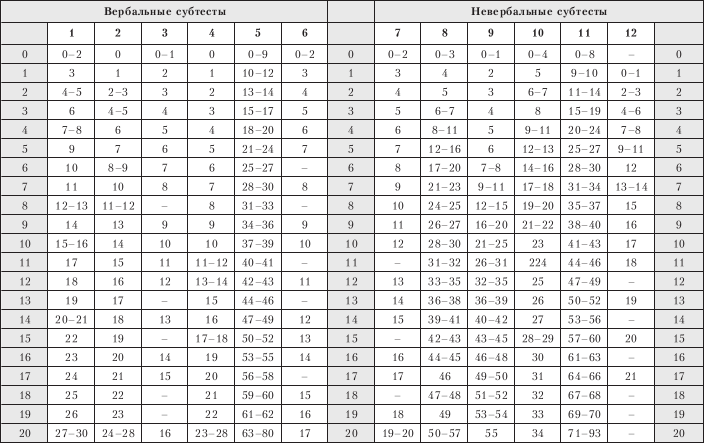 Вербальные субтесты Невербальные субтесты
1 2 3 4 5 6 7 8 9 10 11 12
0 0–2 0 0–1 0 0–9 0–2 0 0–2 0–3 0–1 0–4 0–8 – 0
1 3 1 2 1 10–12 3 1 3 4 2 5 9–10 0–1 1
2 4–5 2–3 3 2 13–14 4 2 4 5 3 6–7 11–14 2–3 2
3 6 4–5 4 3 15–17 5 3 5 6–7 4 8 15–19 4–6 3
4 7–8 6 5 4 18–20 6 4 6 8–11 5 9–11 20–24 7–8 4
5 9 7 6 5 21–24 7 5 7 12–16 6 12–13 25–27 9–11 5
6 10 8–9 7 6 25–27 – 6 8 17–20 7–8 14–16 28–30 12 6
7 11 10 8 7 28–30 8 7 9 21–23 9–11 17–18 31–34 13–14 7
8 12–13 11–12 – 8 31–33 – 8 10 24–25 12–15 19–20 35–37 15 8
9 14 13 9 9 34–36 9 9 11 26–27 16–20 21–22 38–40 16 9
10 15–16 14 10 10 37–39 10 10 12 28–30 21–25 23 41–43 17 10
11 17 15 11 11–12 40–41 – 11 – 31–32 26–31 224 44–46 18 11
12 18 16 12 13–14 42–43 11 12 13 33–35 32–35 25 47–49 – 12
13 19 17 – 15 44–46 – 13 14 36–38 36–39 26 50–52 19 13
14 20–21 18 13 16 47–49 12 14 15 39–41 40–42 27 53–56 – 14
15 22 19 – 17–18 50–52 13 15 – 42–43 43–45 28–29 57–60 20 15
16 23 20 14 19 53–55 14 16 16 44–45 46–48 30 61–63 – 16
17 24 21 15 20 56–58 – 17 17 46 49–50 31 64–66 21 17
18 25 22 – 21 59–60 15 18 – 47–48 51–52 32 67–68 – 18
19 26 23 – 22 61–62 16 19 18 49 53–54 33 69–70 – 19
20 27–30 24–28 16 23–28 63–80 17 20 19–20 50–57 55 34 71–93 – 20